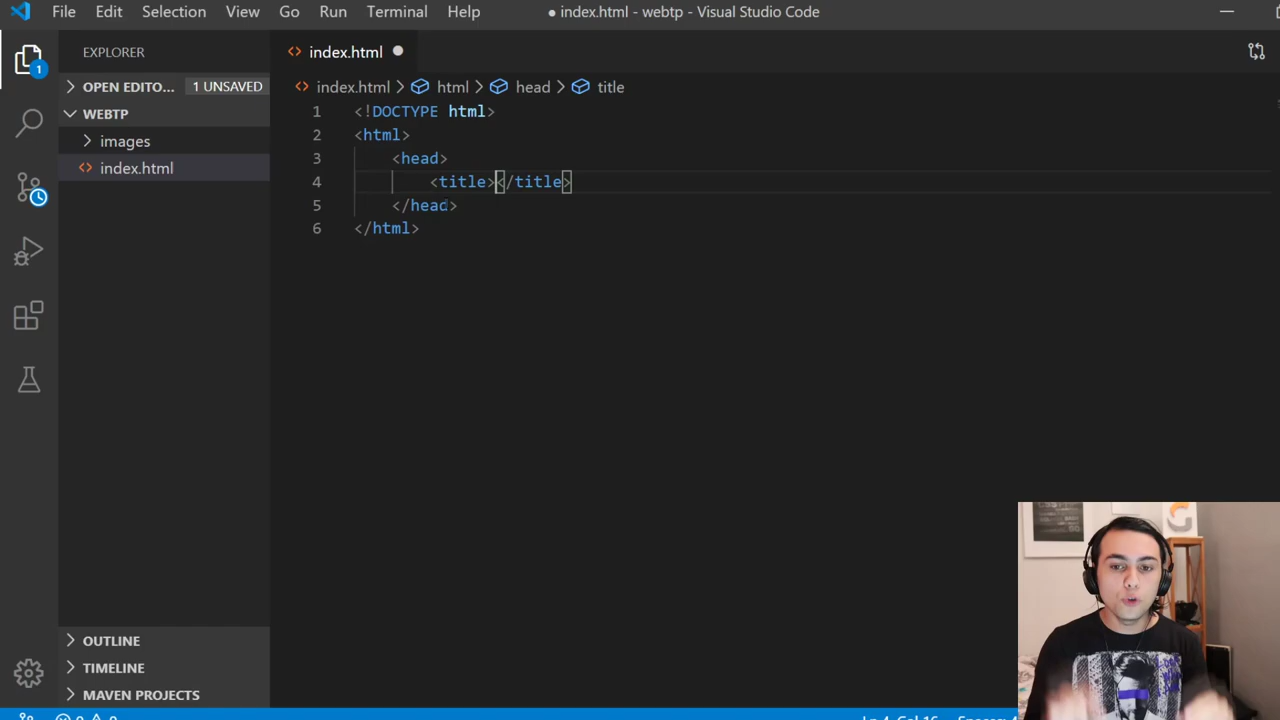 File Edit Selection View Go Run Terminal Help ● index.html - webtp - Visual Studio Code
EXPLORER
index.html
1
OPEN EDITO... 1 UNSAVED
index.html > html > head > title
WEBTP
images
index.html
1 <!DOCTYPE html>
2 <html>
3 <head>
4 <title></title>
5 </head>
6 </html>
OUTLINE
TIMELINE
MAVEN PROJECTS